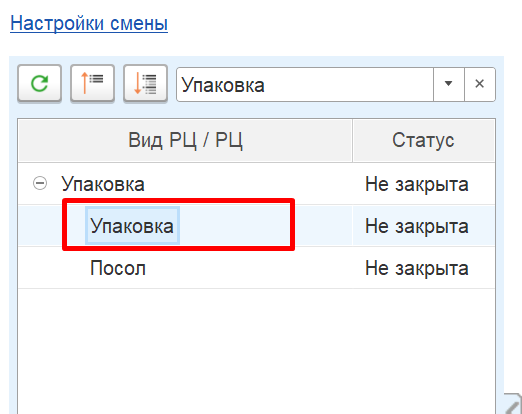 Настройки смены
Упаковка
Вид РЦ / РЦ Статус
Упаковка Не закрыта
Упаковка Не закрыта
Посол Не закрыта